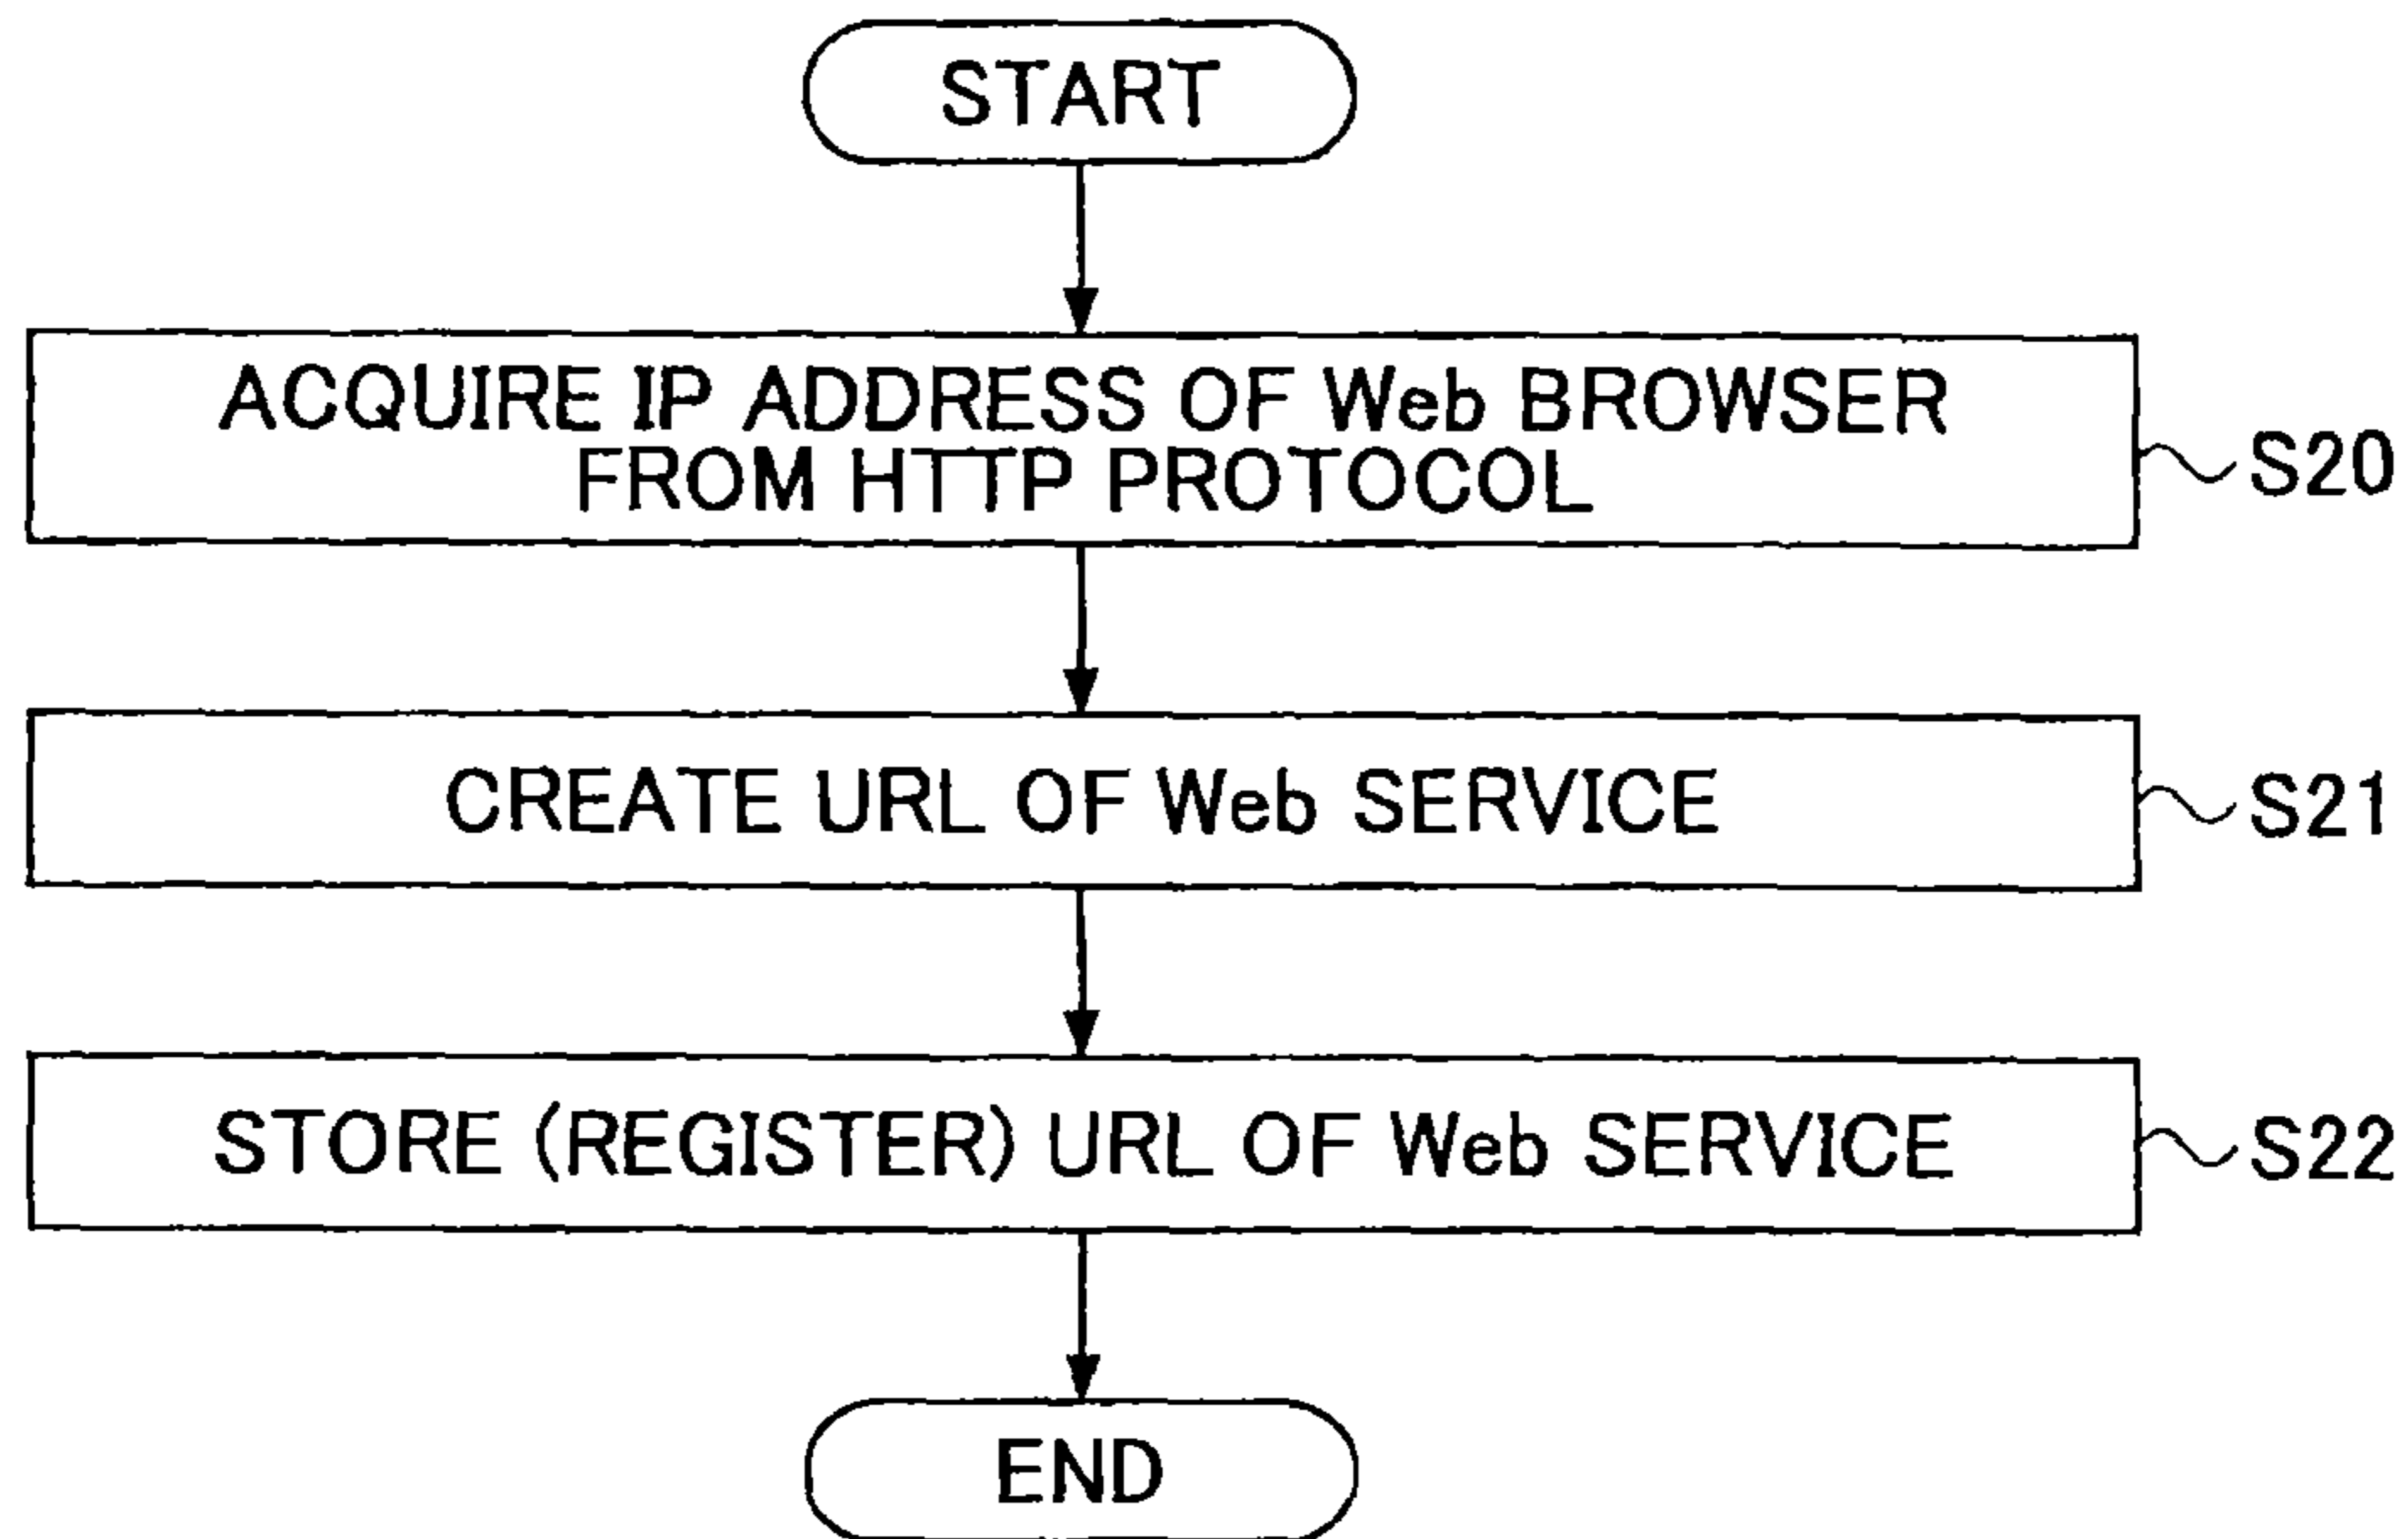 START
ACQUIRE IP ADDRESS OF Web BROWSER
FROM HTTP PROTOCOL
S20
CREATE URL OF Web SERVICE
S21
STORE (REGISTER) URL OF Web SERVICE
S22
END